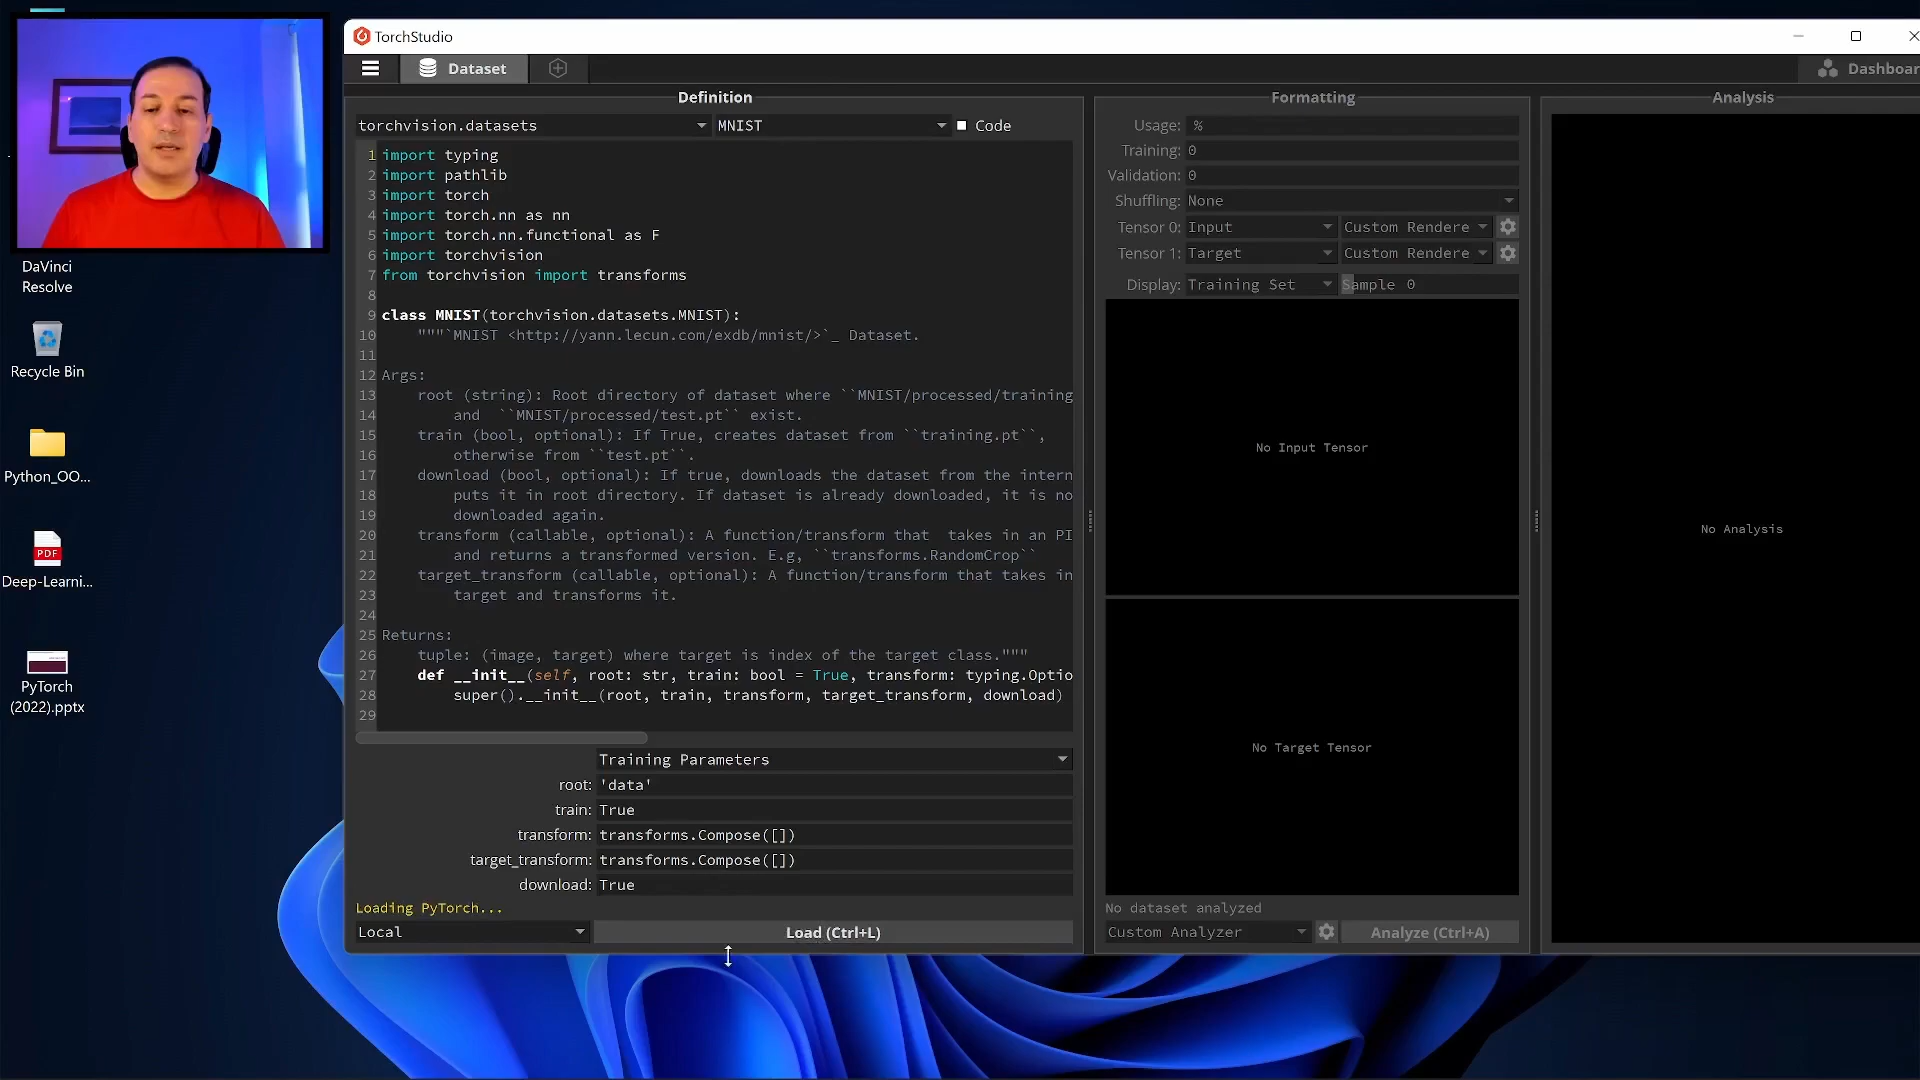 TorchStudio
Dataset
Dashboar
Definition
torchvision.datasets
MNIST
Code
1 import typing
2 import pathlib
3 import torch
4 import torch.nn as nn
5 import torch.nn.functional as F
6 import torchvision
7 from torchvision import transforms
8
9 class MNIST(torchvision.datasets.MNIST):
10 """`MNIST <http://yann.lecun.com/exdb/mnist/>`_ Dataset.
11
12 Args:
13 root (string): Root directory of dataset where ``MNIST/processed/training
14 and  ``MNIST/processed/test.pt`` exist.
15 train (bool, optional): If True, creates dataset from ``training.pt``,
16 otherwise from ``test.pt``.
17 download (bool, optional): If true, downloads the dataset from the intern
18 puts it in root directory. If dataset is already downloaded, it is no
19 downloaded again.
20 transform (callable, optional): A function/transform that  takes in an PI
21 and returns a transformed version. E.g, ``transforms.RandomCrop``
22 target_transform (callable, optional): A function/transform that takes in
23 target and transforms it.
24
25 Returns:
26 tuple: (image, target) where target is index of the target class."""
27 def __init__(self, root: str, train: bool = True, transform: typing.Optio
28 super().__init__(root, train, transform, target_transform, download)
29
Training Parameters
root: 'data'
train: True
transform: transforms.Compose([])
target_transform: transforms.Compose([])
download: True
Loading PyTorch...
Local
Load (Ctrl+L)
Formatting
Usage: %
Training: 0
Validation: 0
Shuffling: None
Tensor 0: Input Custom Rendere
Tensor 1: Target Custom Rendere
Display: Training Set Sample 0
No Input Tensor
No Target Tensor
No dataset analyzed
Custom Analyzer
Analyze (Ctrl+A)
Analysis
No Analysis
DaVinci
Resolve
Recycle Bin
Python_OO...
PDF
Deep-Learni...
PyTorch
(2022).pptx